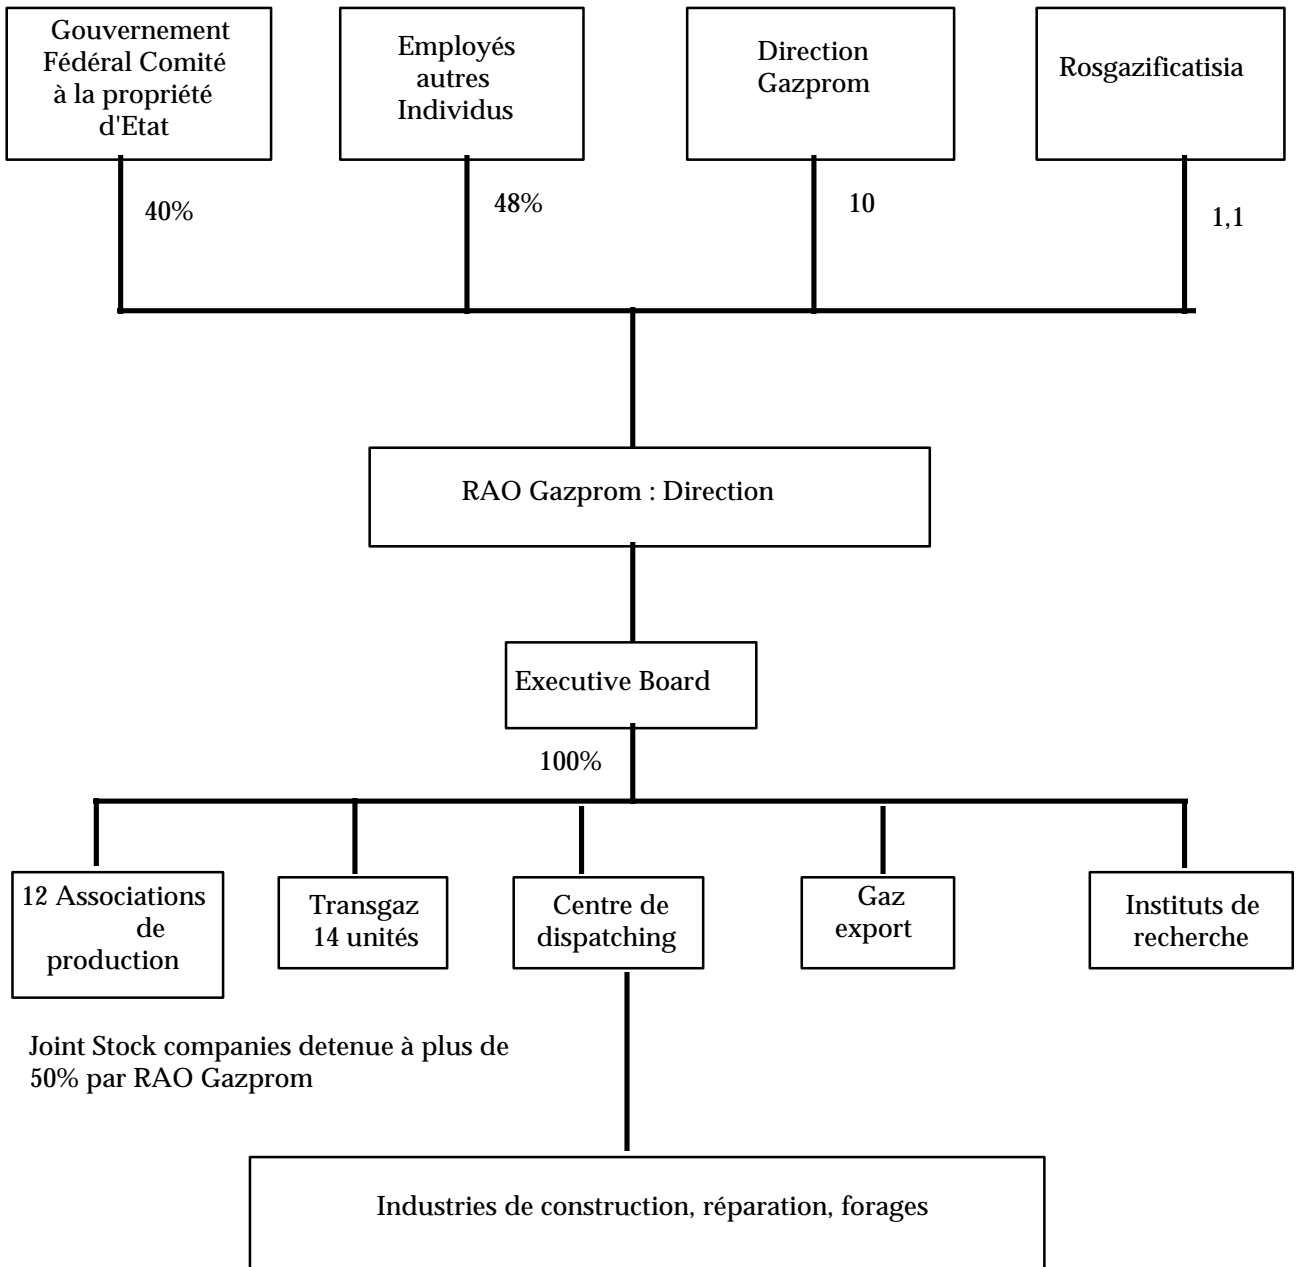 Gouvernement
Fédéral Comité
à la propriété
d'Etat
Employés
autres
Individus
Direction
Gazprom
Rosgazificatisia
40%
48%
10
1,1
RAO Gazprom : Direction
Executive Board
100%
12 Associations
de
production
Transgaz
14 unités
Centre de
dispatching
Gaz
export
Instituts de
recherche
Joint Stock companies detenue à plus de
50% par RAO Gazprom
Industries de construction, réparation, forages